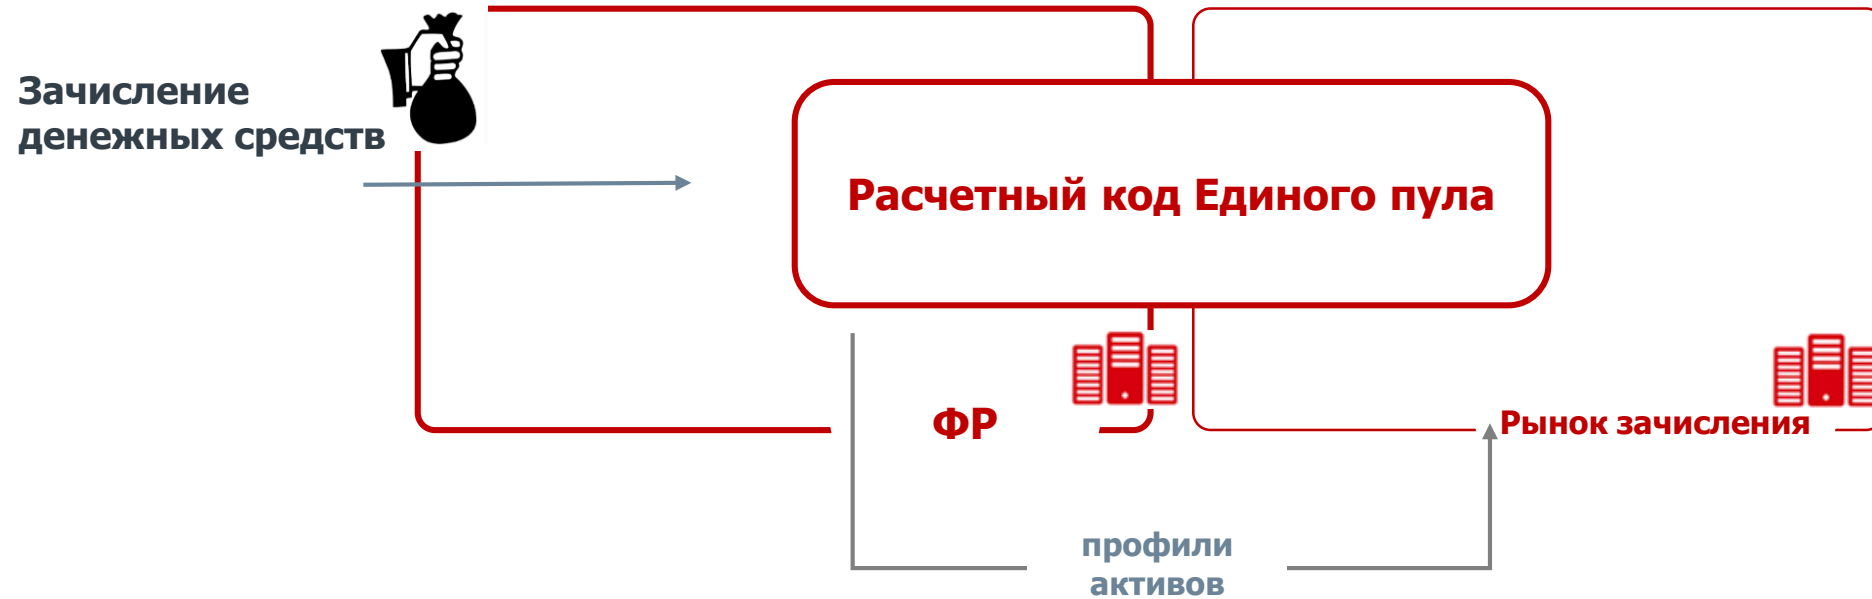 Зачисление
денежных средств
Расчетный код Единого пула
ФР
Рынок зачисления
профили
активов